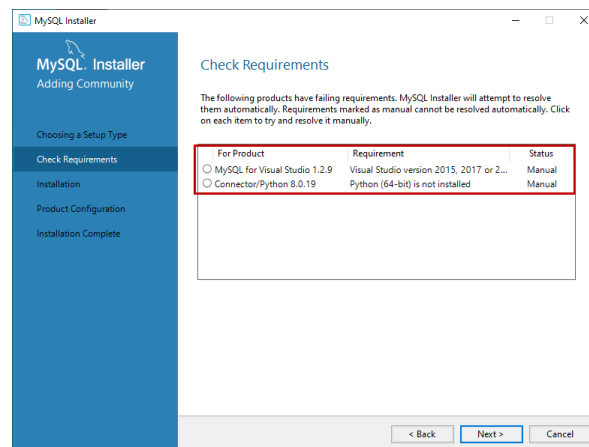 MySQL Installer
MySQL. Installer
Adding Community
Choosing a Setup Type
Check Requirements
Installation
Product Configuration
Installation Complete
Check Requirements
The following products have failing requirements. MySQL Installer will attempt to resolve
them automatically. Requirements marked as manual cannot be resolved automatically. Click
on each item to try and resolve it manually.
For Product Requirement Status
MySQL for Visual Studio 1.2.9 Visual Studio version 2015, 2017 or 2... Manual
Connector/Python 8.0.19 Python (64-bit) is not installed Manual
< Back Next > Cancel